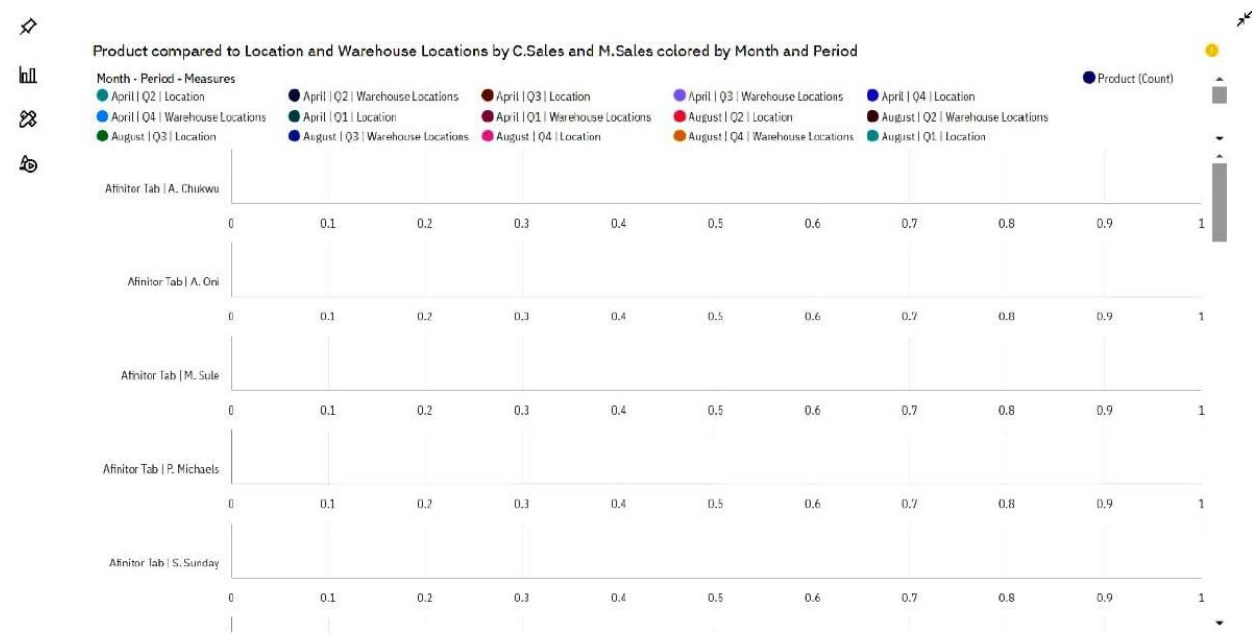 Product compared to Location and Warehouse Locations by C.Sales and M.Sales colored by Month and Period
Month - Period - Measures
Product (Count)
April | Q2 | Location
April | Q2 | Warehouse Locations
April | Q3 | Location
April | Q3 | Warehouse Locations
April | Q4 | Location
April | Q4 | Warehouse Locations
April | Q1 | Location
April | Q1 | Warehouse Locations
August | Q2 | Location
August | Q2 | Warehouse Locations
August | Q3 | Location
August | Q3 | Warehouse Locations
August | Q4 | Location
August | Q4 | Warehouse Locations
August | Q1 | Location
Afinitor Tab | A. Chukwu
0 0.1 0.2 0.3 0.4 0.5 0.6 0.7 0.8 0.9 1
Afinitor Tab | A. Oni
0 0.1 0.2 0.3 0.4 0.5 0.6 0.7 0.8 0.9 1
Afinitor Tab | M. Sule
0 0.1 0.2 0.3 0.4 0.5 0.6 0.7 0.8 0.9 1
Afinitor Tab | P. Michaels
0 0.1 0.2 0.3 0.4 0.5 0.6 0.7 0.8 0.9 1
Afinitor Tab | S. Sunday
0 0.1 0.2 0.3 0.4 0.5 0.6 0.7 0.8 0.9 1